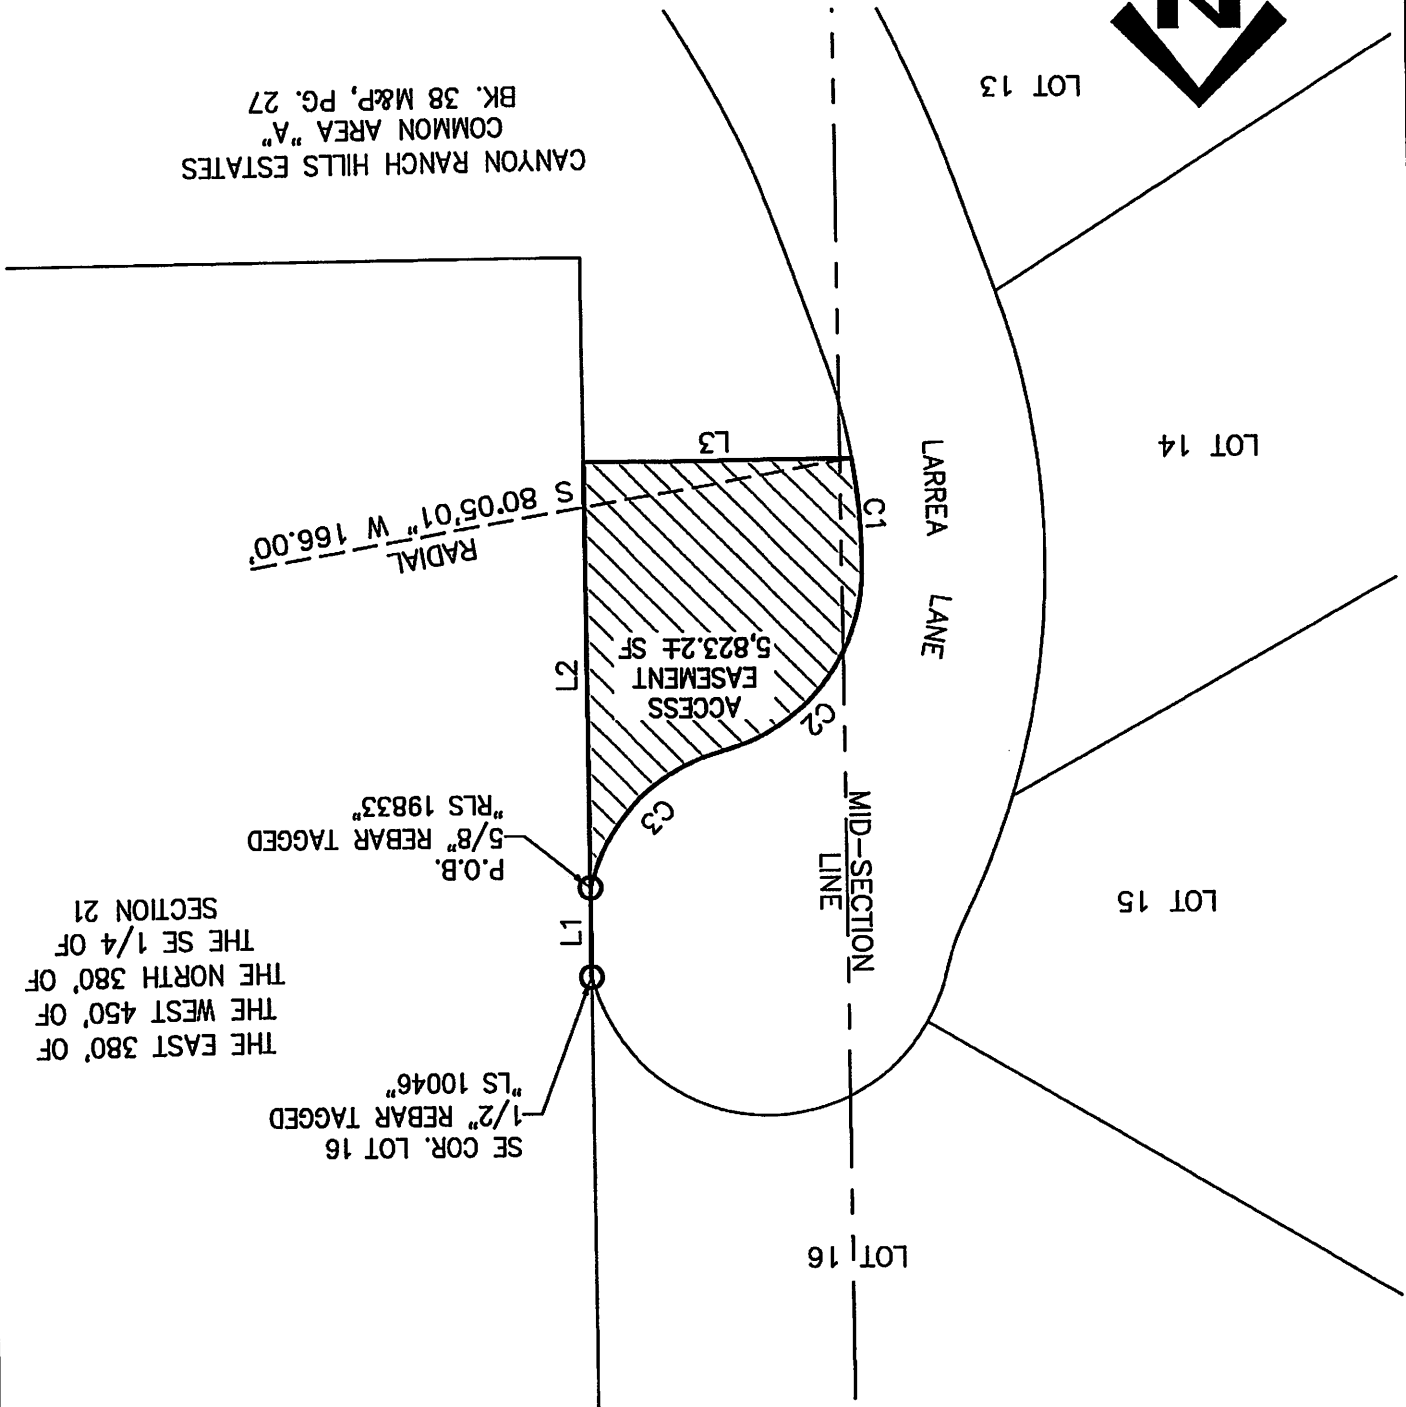 SE COR. LOT 16
1/2" REBAR TAGGED
"LS 10046"
LOT 16
THE EAST 380' OF
THE WEST 450' OF
THE NORTH 380' OF
THE SE 1/4 OF
SECTION 21
L1
P.O.B.
5/8" REBAR TAGGED
"RLS 19833"
MID-SECTION
LINE
LOT 15
C3
C2
L2
ACCESS
EASEMENT
5,823.2± SF
LARREA LANE
C1
RADIAL
S 80°05'01" W 166.00'
L3
LOT 14
CANYON RANCH HILLS ESTATES
COMMON AREA "A"
BK. 38 M&P, PG. 27
LOT 13
N